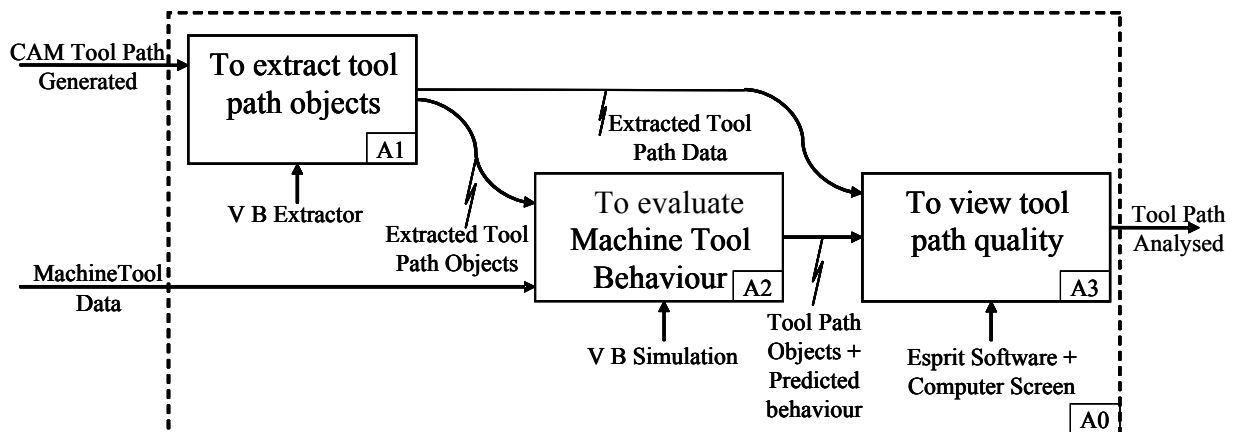 CAM Tool Path
Generated
To extract tool
path objects
A1
V B Extractor
Extracted Tool
Path Data
Extracted Tool
Path Objects
MachineTool
Data
To evaluate
Machine Tool
Behaviour
A2
V B Simulation
Tool Path
Objects +
Predicted
behaviour
To view tool
path quality
A3
Esprit Software +
Computer Screen
Tool Path
Analysed
A0